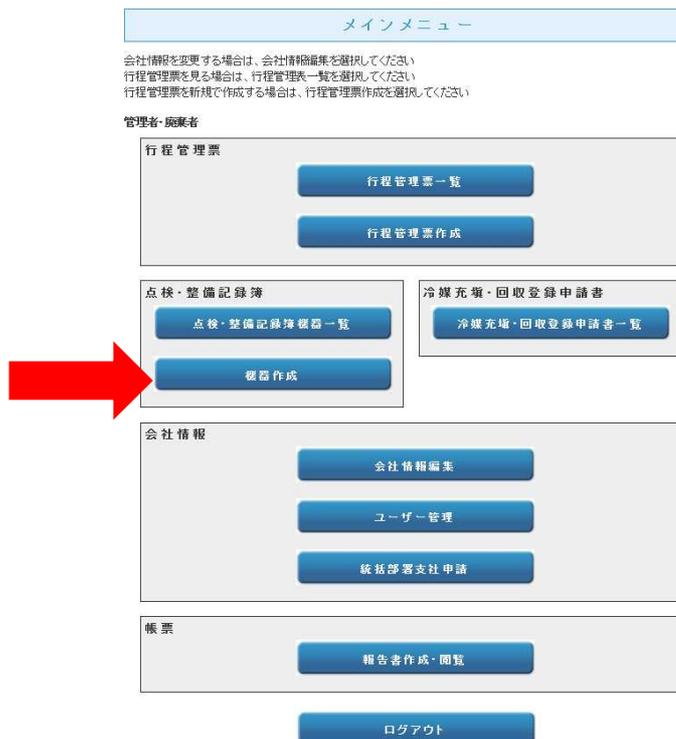 メインメニュー
会社情報を変更する場合は、会社情報編集を選択してください
行程管理票を見る場合は、行程管理表一覧を選択してください
行程管理票を新規で作成する場合は、行程管理票作成を選択してください
管理者・廃棄者
行程管理票
行程管理票一覧
行程管理票作成
点検・整備記録簿
点検・整備記録簿機器一覧
機器作成
冷媒充塡・回収登録申請書
冷媒充塡・回収登録申請書一覧
会社情報
会社情報編集
ユーザー管理
統括部署支社申請
帳票
報告書作成・閲覧
ログアウト